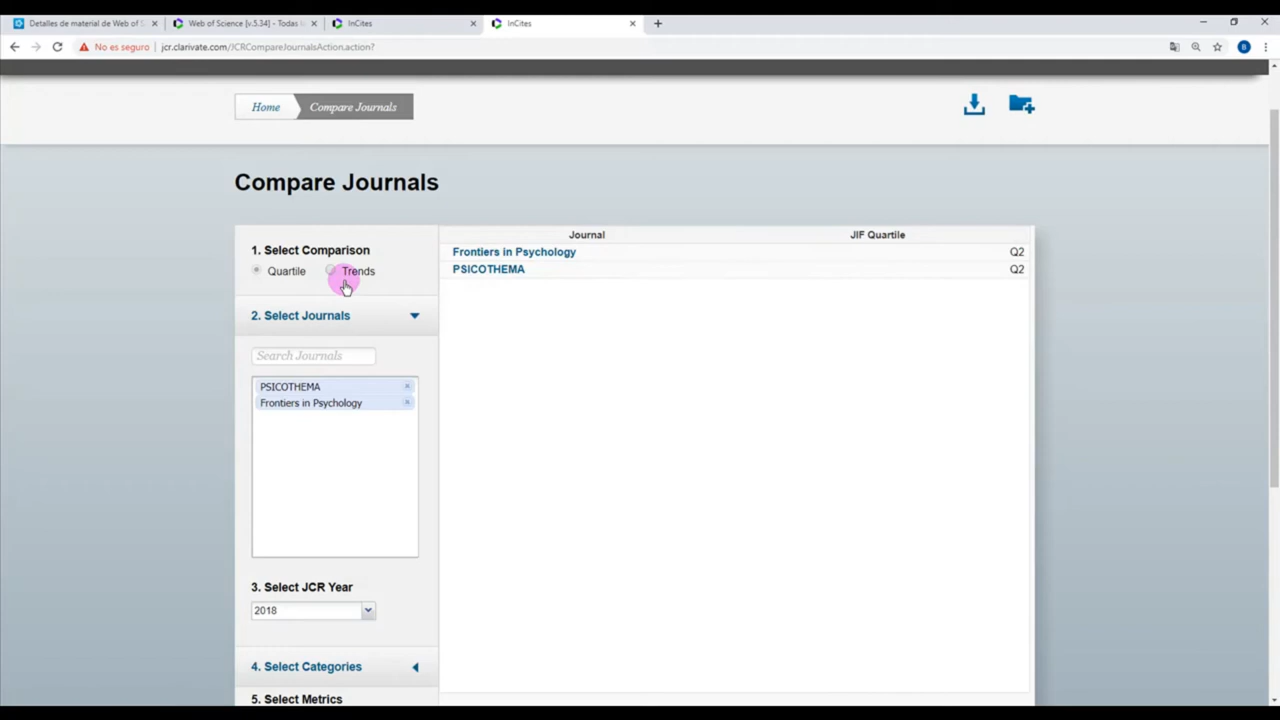 Detalles de material de Web of S
Web of Science [v.5.34] - Todas
InCites
InCites
No es seguro
jcr.clarivate.com/JCRCompareJournalsAction.action?
B
Home
Compare Journals
Compare Journals
1. Select Comparison
Quartile
Trends
2. Select Journals
Search Journals
PSICOTHEMA
Frontiers in Psychology
3. Select JCR Year
2018
4. Select Categories
5. Select Metrics
Journal JIF Quartile
Frontiers in Psychology Q2
PSICOTHEMA Q2